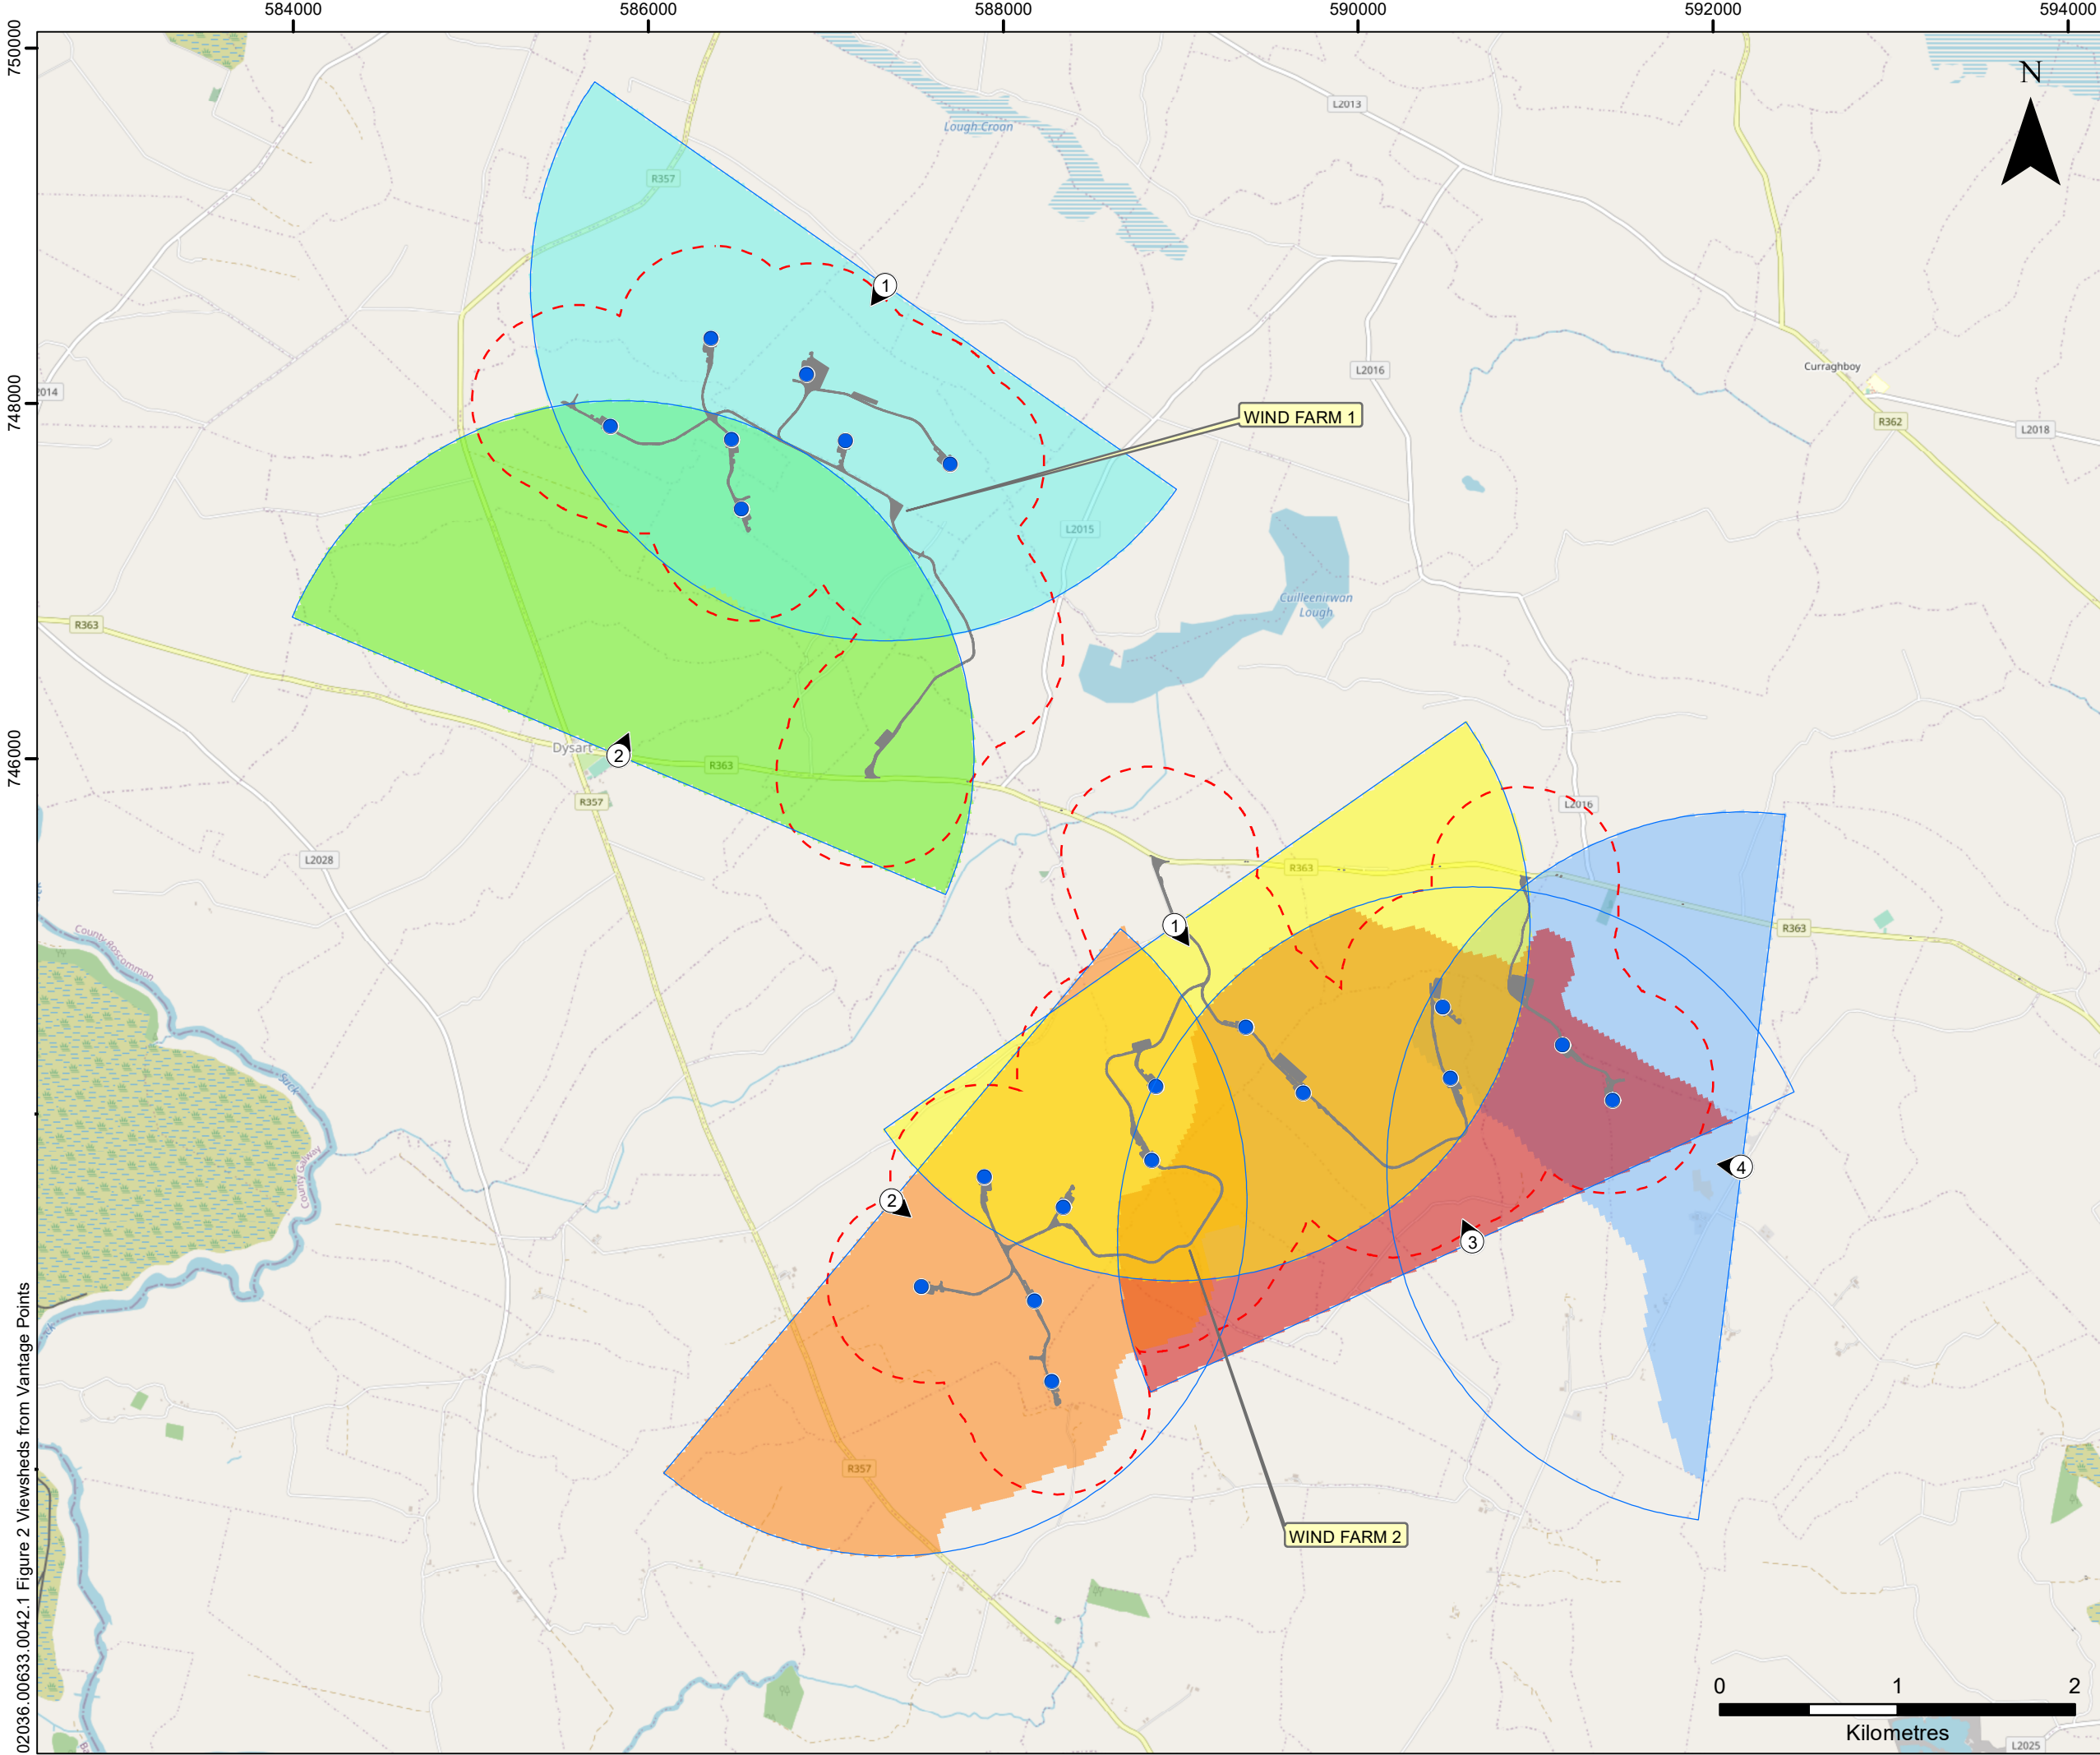 584000
586000
588000
590000
592000
594000
750000
748000
746000
N
L2013
Lough Croan
R357
1
2014
WIND FARM 1
L2016
Curraghboy
R362
L2018
L2015
Cuilleenirwan
Lough
R363
Dysart
2
R363
R357
L2016
L2028
R363
R363
1
County Roscommon
Suck
County Galway
4
2
3
R357
WIND FARM 2
0
1
2
Kilometres
L2025
02036.00633.0042.1 Figure 2 Viewsheds from Vantage Points